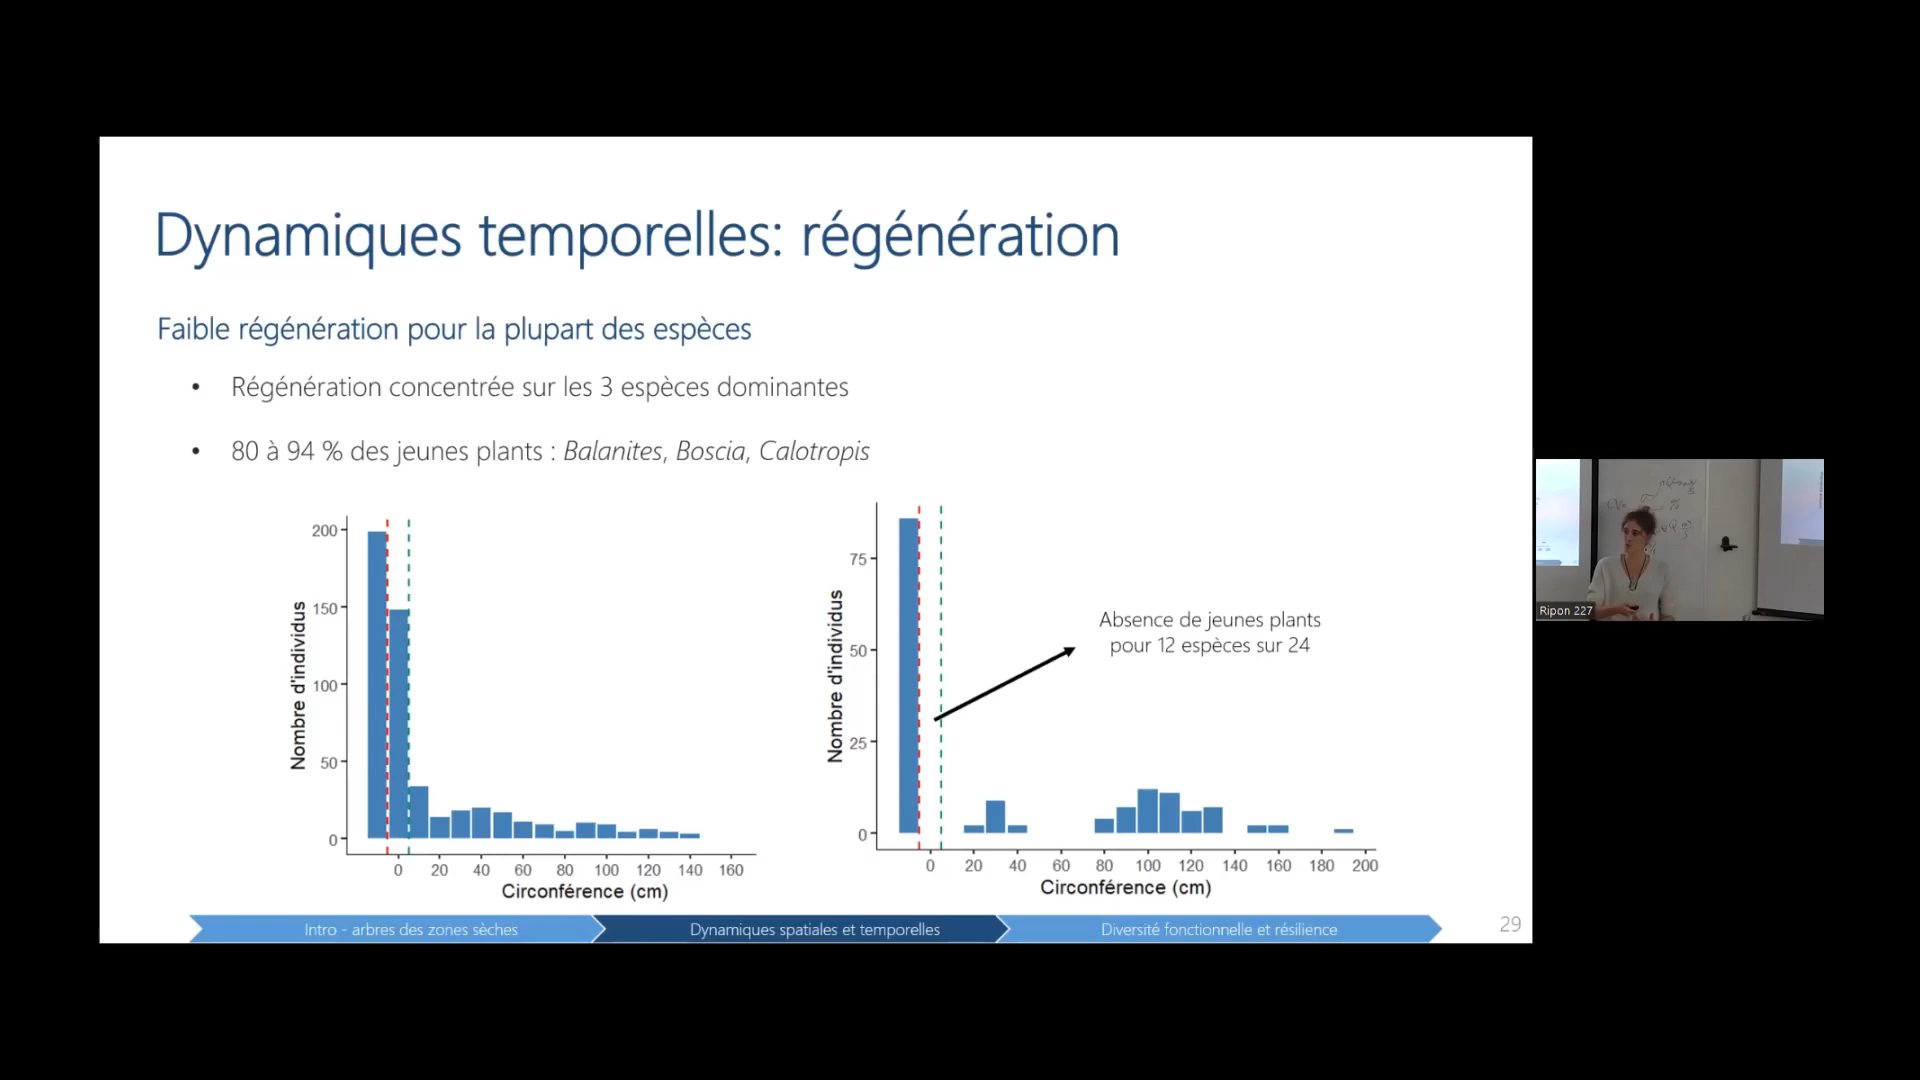 Dynamiques temporelles: régénération
Faible régénération pour la plupart des espèces
• Régénération concentrée sur les 3 espèces dominantes
• 80 à 94 % des jeunes plants : Balanites, Boscia, Calotropis
Nombre d'individus
200
150
100
50
0
0 20 40 60 80 100 120 140 160
Circonférence (cm)
Nombre d'individus
75
50
25
0
0 20 40 60 80 100 120 140 160 180 200
Circonférence (cm)
Absence de jeunes plants
pour 12 espèces sur 24
Intro - arbres des zones sèches
Dynamiques spatiales et temporelles
Diversité fonctionnelle et résilience
29
Ripon 227